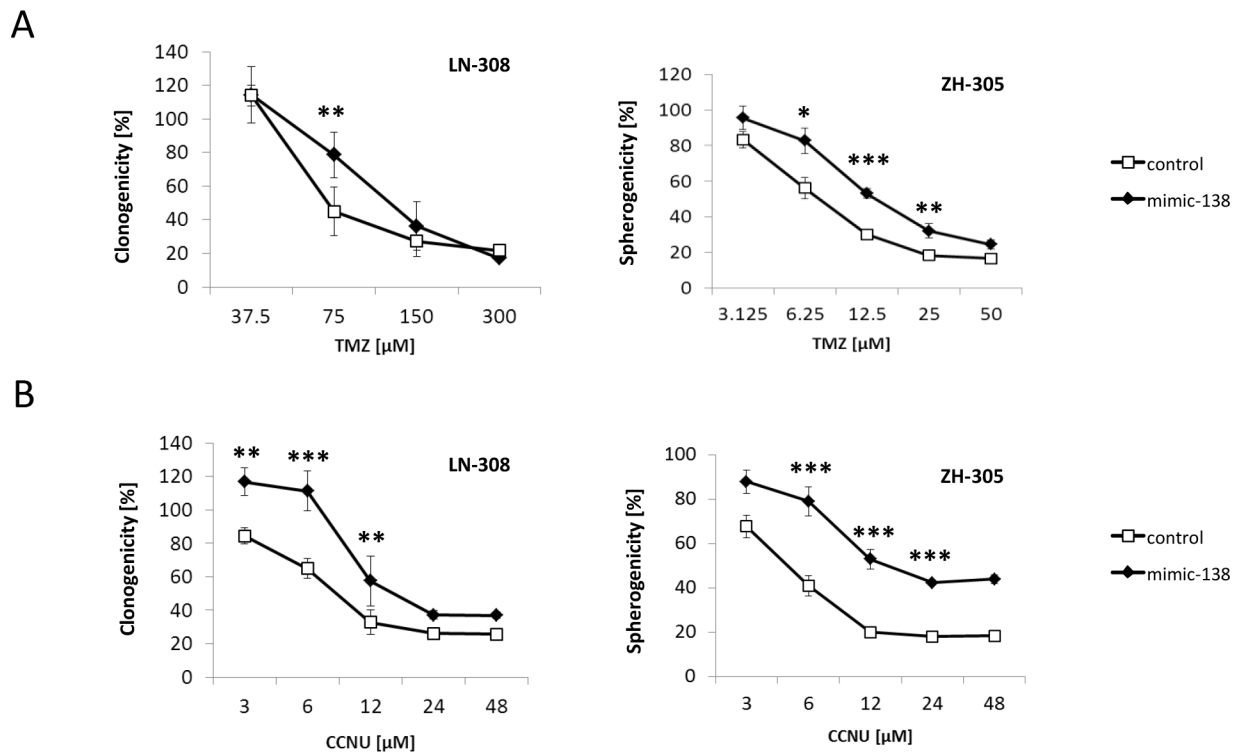 A
LN-308
Clonogenicity [%]
140
120
100
80
60
40
20
0
**
37.5 75 150 300
TMZ [µM]
ZH-305
Spherogenicity [%]
120
100
80
60
40
20
0
*
***
**
3.125 6.25 12.5 25 50
TMZ [µM]
control
mimic-138
B
LN-308
Clonogenicity [%]
140
120
100
80
60
40
20
0
** ***
**
3 6 12 24 48
CCNU [µM]
ZH-305
Spherogenicity [%]
100
80
60
40
20
0
***
***
***
3 6 12 24 48
CCNU [µM]
control
mimic-138